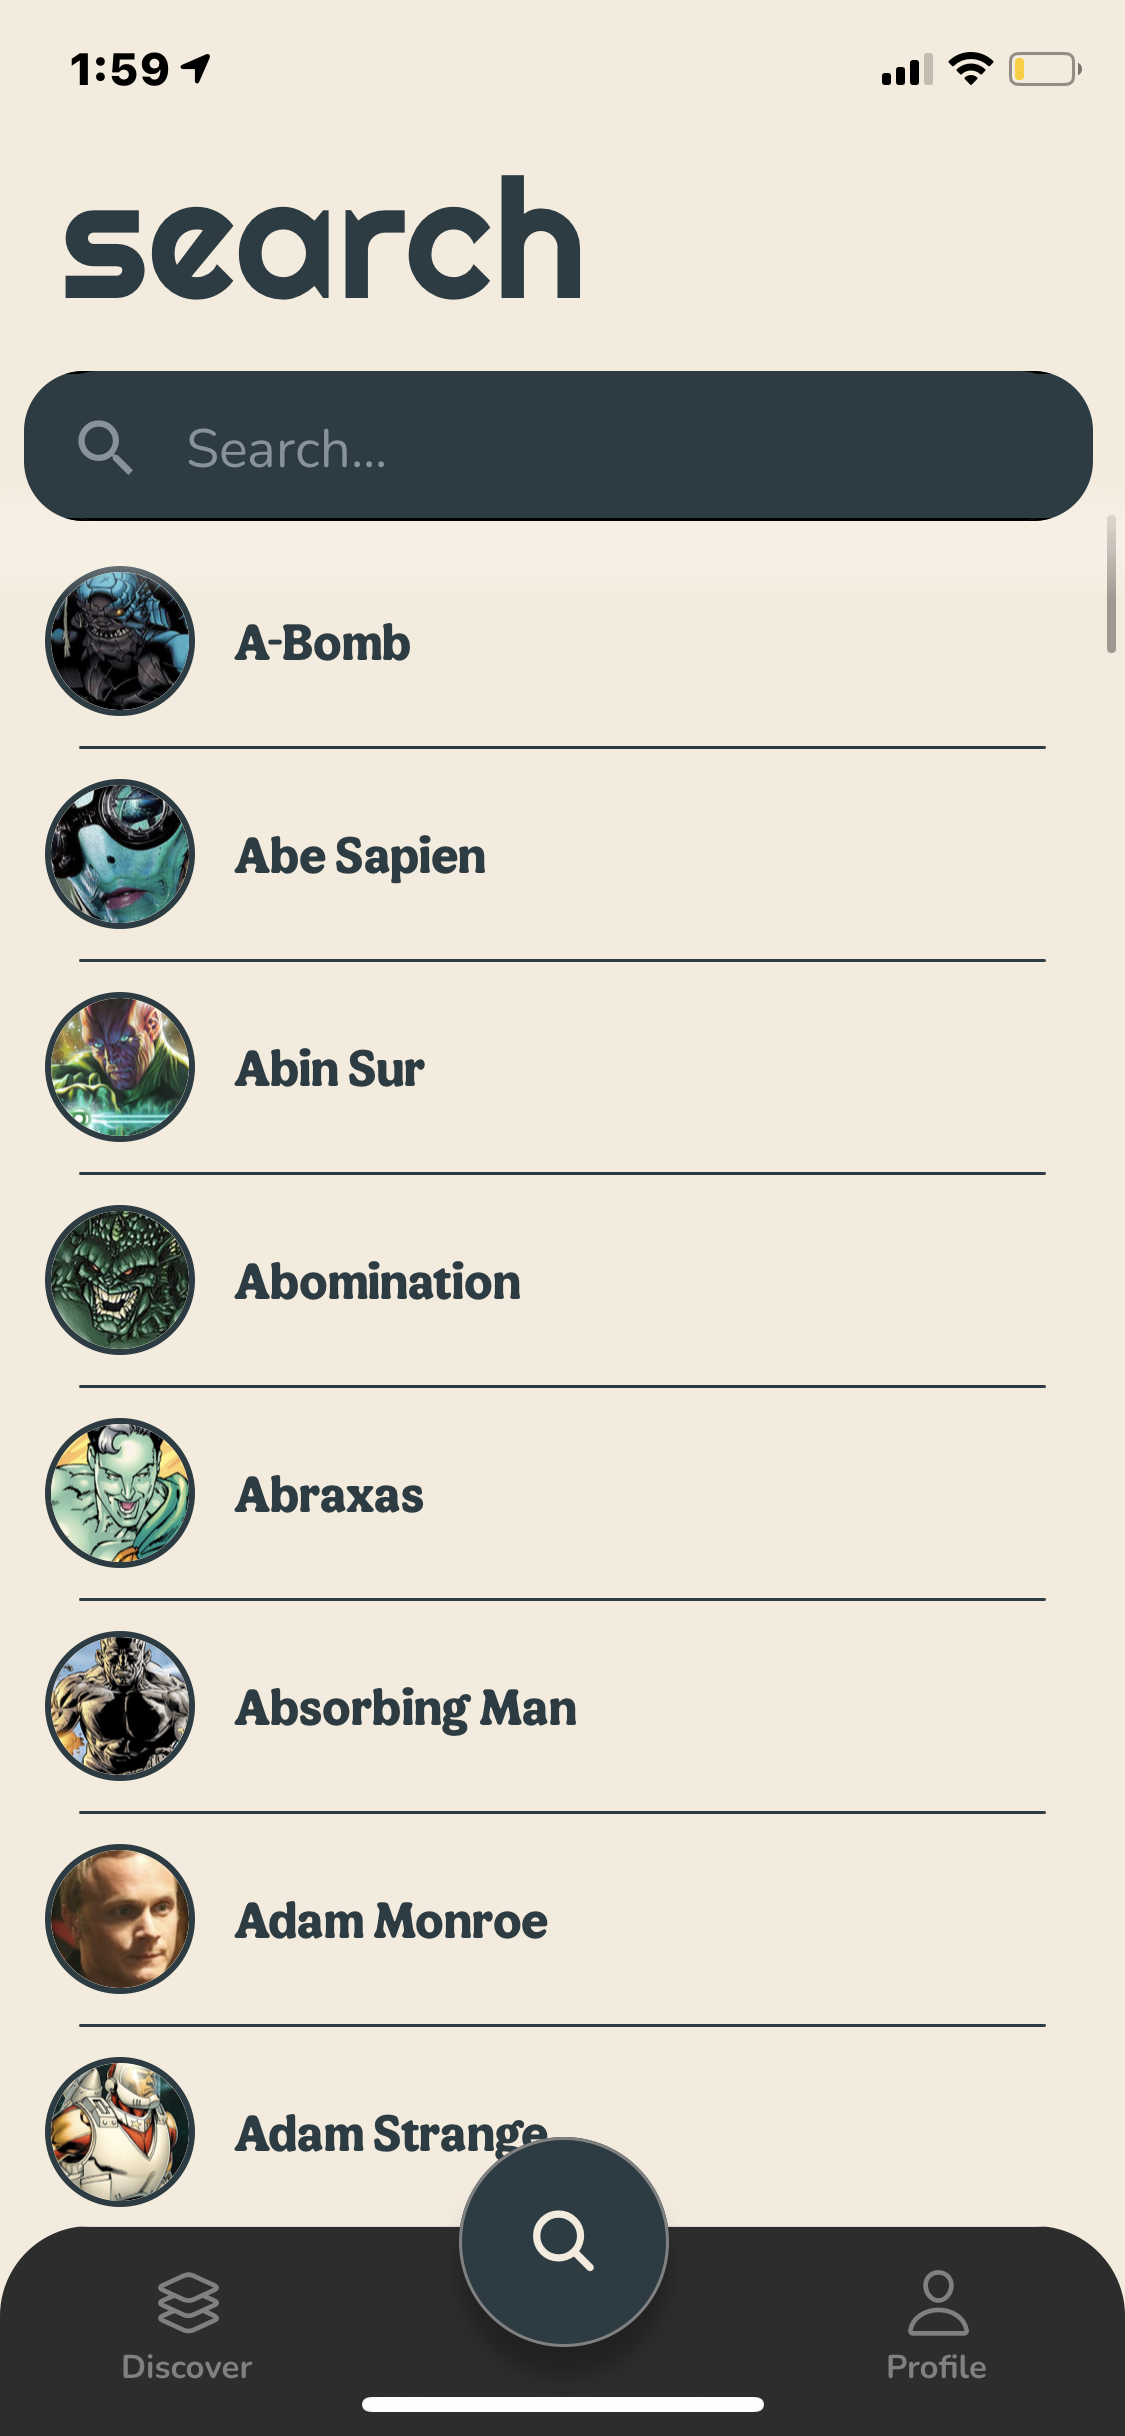 1:59
search
Search...
A-Bomb
Abe Sapien
Abin Sur
Abomination
Abraxas
Absorbing Man
Adam Monroe
Adam Strange
Discover
Profile